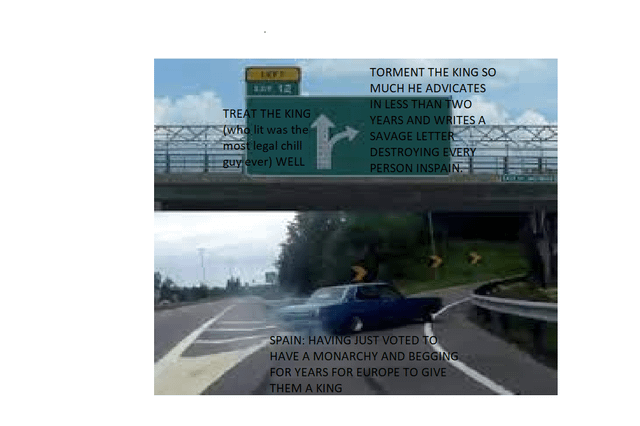 LEFT
EXIT 12
TREAT THE KING
(who lit was the
most legal chill
guy ever) WELL
TORMENT THE KING SO
MUCH HE ADVICATES
IN LESS THAN TWO
YEARS AND WRITES A
SAVAGE LETTER
DESTROYING EVERY
PERSON INSPAIN.
SPAIN: HAVING JUST VOTED TO
HAVE A MONARCHY AND BEGGING
FOR YEARS FOR EUROPE TO GIVE
THEM A KING